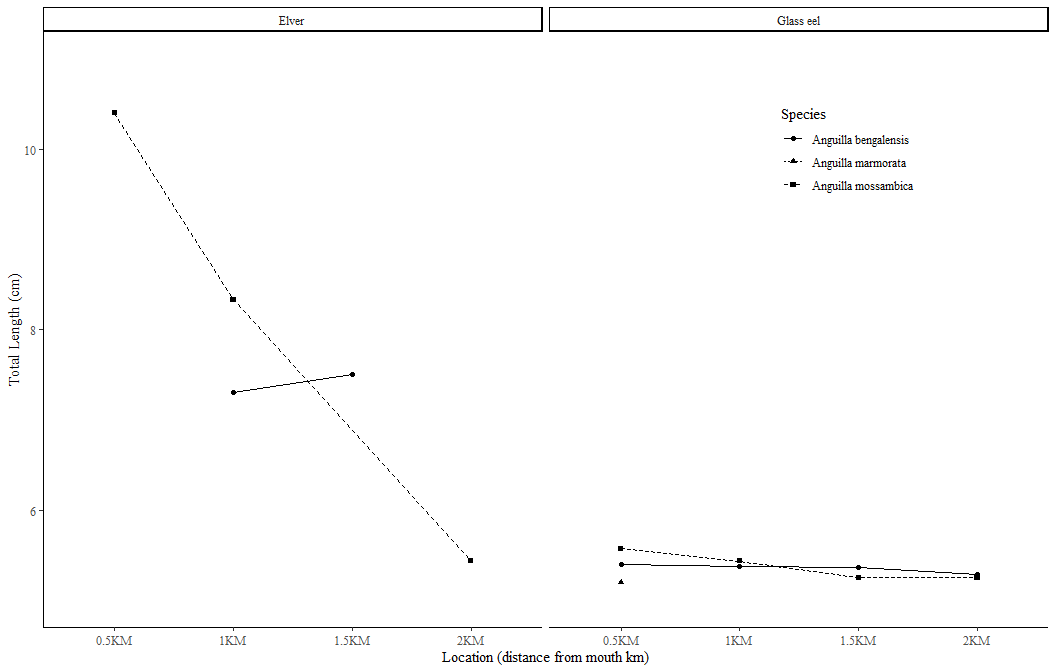 Elver
Glass eel
Species
Anguilla bengalensis
Anguilla marmorata
Anguilla mossambica
Total Length (cm)
10
8
6
0.5KM 1KM 1.5KM 2KM
0.5KM 1KM 1.5KM 2KM
Location (distance from mouth km)